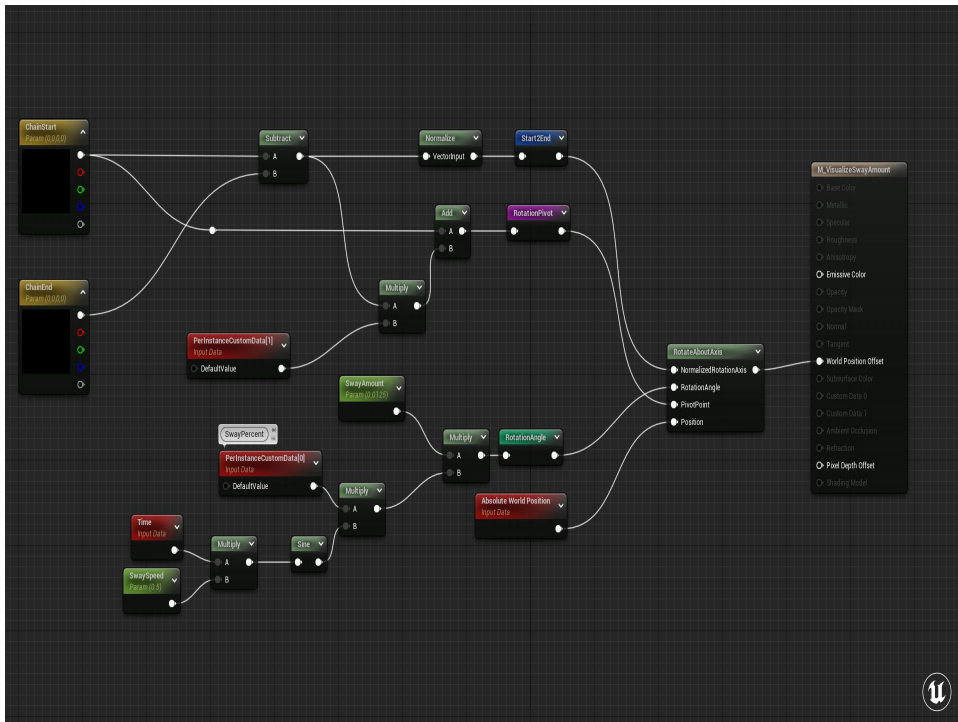 ChainStart
Param (0,0,0,0)
Subtract
A
B
Normalize
VectorInput
Start2End
M_VisualizeSwayAmount
Base Color
Metallic
Specular
Roughness
Anisotropy
Emissive Color
Opacity
Opacity Mask
Normal
Tangent
World Position Offset
Subsurface Color
Custom Data 0
Custom Data 1
Ambient Occlusion
Refraction
Pixel Depth Offset
Shading Model
Add
A
B
RotationPivot
ChainEnd
Param (0,0,0,0)
Multiply
A
B
PerInstanceCustomData[1]
Input Data
DefaultValue
RotateAboutAxis
NormalizedRotationAxis
RotationAngle
PivotPoint
Position
SwayAmount
Param (0.0125)
SwayPercent
PerInstanceCustomData[0]
Input Data
DefaultValue
Multiply
A
B
RotationAngle
Multiply
A
B
Absolute World Position
Input Data
Time
Input Data
SwaySpeed
Param (0.5)
Multiply
A
B
Sine